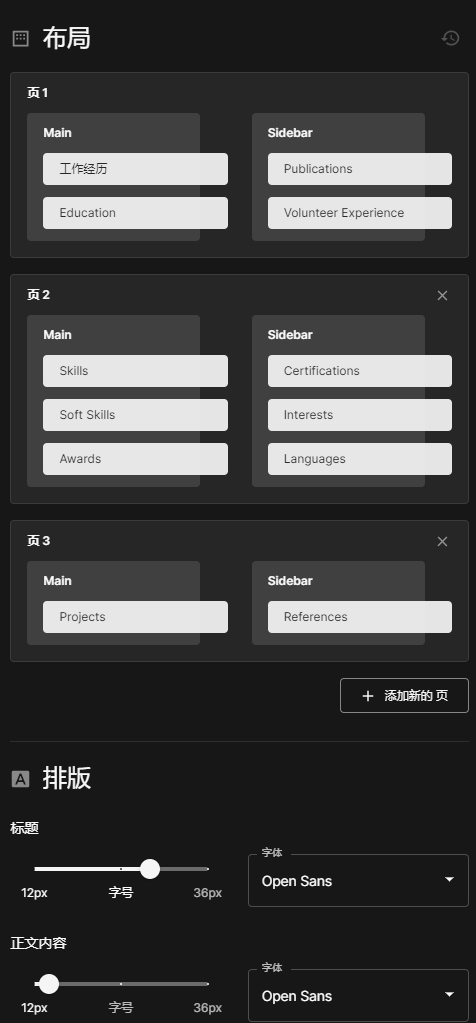 布局
页 1
Main
Sidebar
工作经历
Publications
Education
Volunteer Experience
页 2
Main
Sidebar
Skills
Certifications
Soft Skills
Interests
Awards
Languages
页 3
Main
Sidebar
Projects
References
添加新的 页
A 排版
标题
字体
Open Sans
12px 字号 36px
正文内容
字体
Open Sans
12px 字号 36px